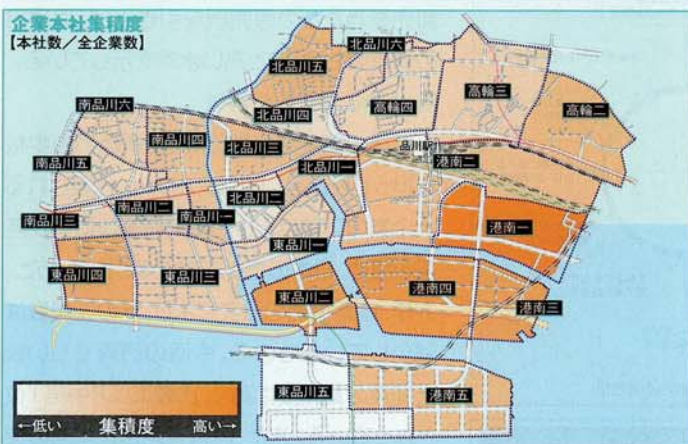 企業本社集積度
【本社数／全企業数】
北品川六
北品川五
高輪三
高輪四
高輪二
南品川六
北品川四
南品川四
北品川三
品川駅
港南二
南品川五
北品川一
北品川二
南品川三
南品川二
南品川一
港南一
東品川一
東品川四
東品川三
東品川二
港南四
港南三
東品川五
港南五
←低い 集積度 高い→